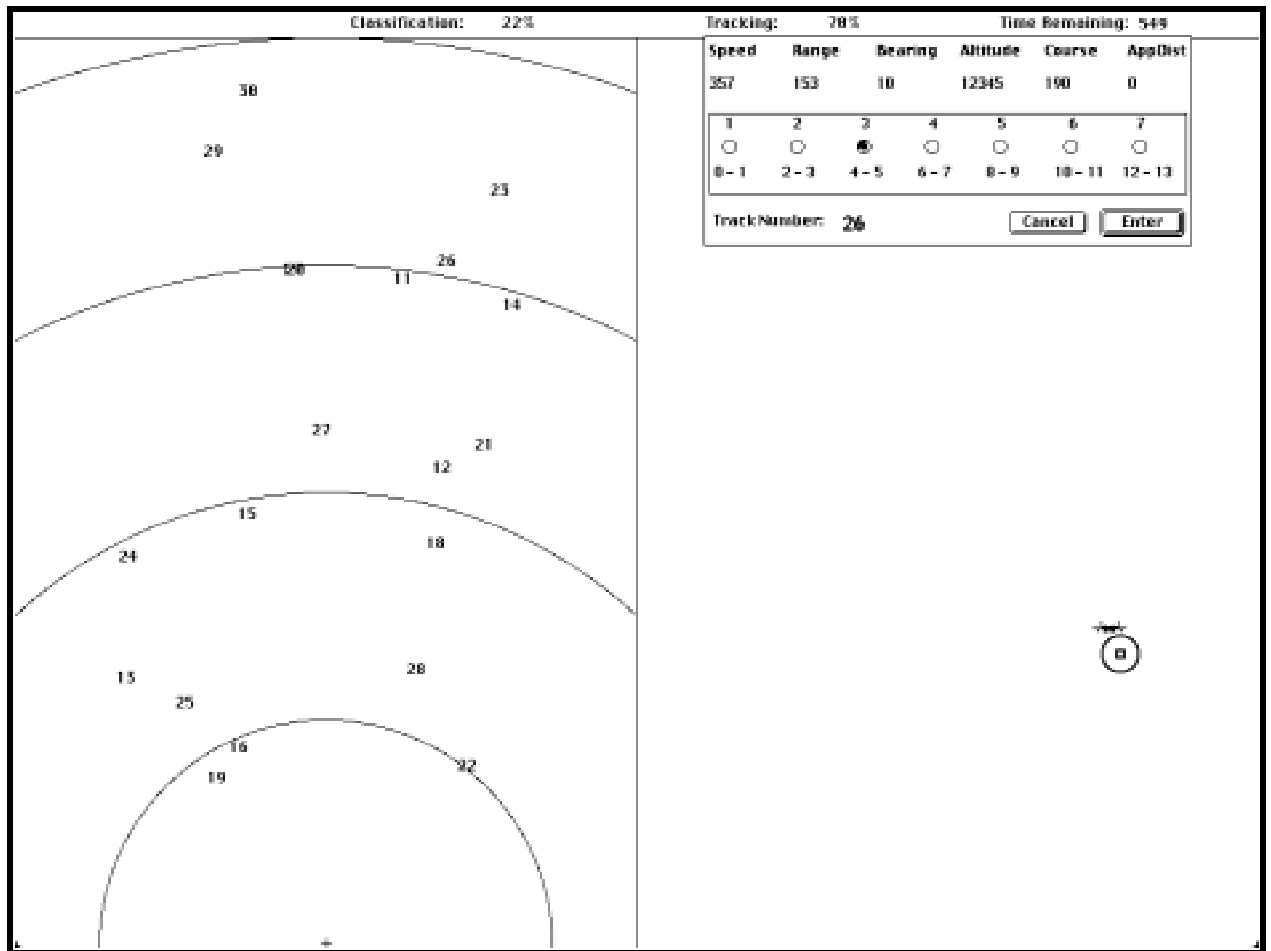 Classification: 22%
Tracking: 78%
Time Remaining: 549
Speed Range Bearing Altitude Course AppDist
357 153 10 12345 190 0
1 2 3 4 5 6 7
0-1 2-3 4-5 6-7 8-9 10-11 12-13
Track Number: 26 Cancel Enter
30
29
23
26
11
14
27
21
12
15
18
24
13
28
25
16
22
19